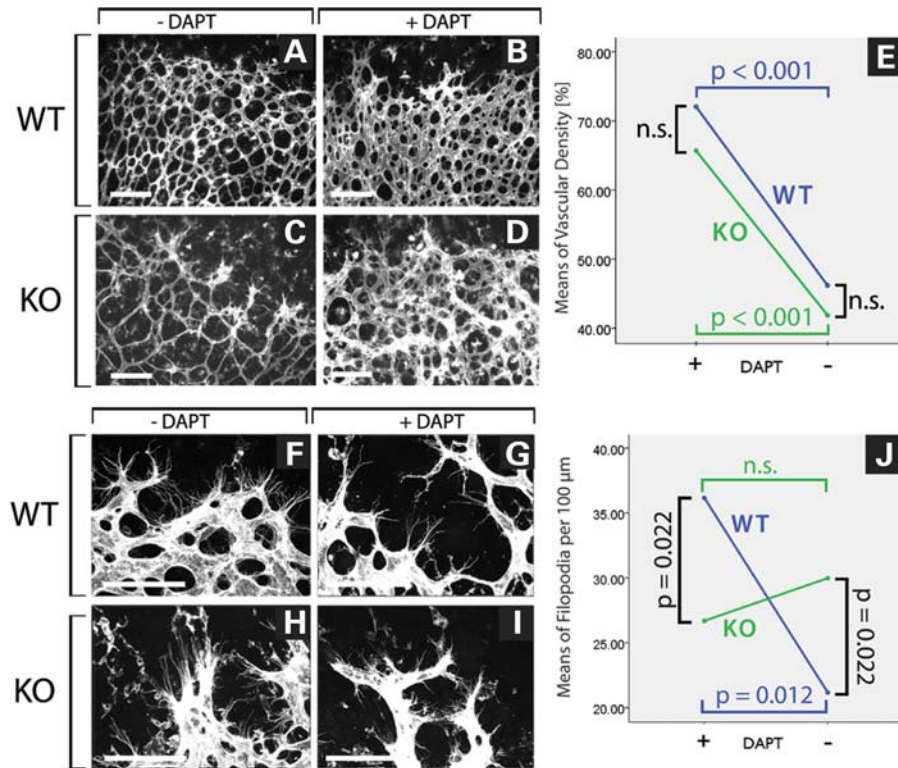 - DAPT
+ DAPT
WT
A
B
KO
C
D
E
80.00
70.00
60.00
50.00
40.00
Means of Vascular Density [%]
p < 0.001
n.s.
WT
KO
n.s.
p < 0.001
+ DAPT -
- DAPT
+ DAPT
WT
F
G
KO
H
I
J
40.00
35.00
30.00
25.00
20.00
Means of Filopodia per 100 µm
n.s.
WT
p = 0.022
KO
p = 0.022
p = 0.012
+ DAPT -